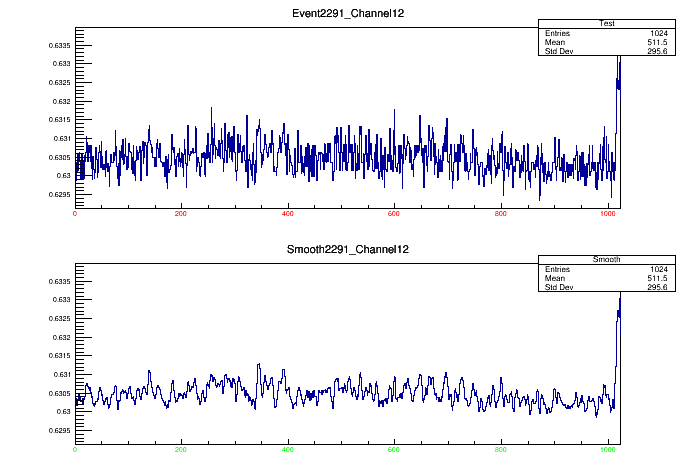 Event2291_Channel12
Test
Entries 1024
Mean 511.5
Std Dev 295.6
0.6335
0.633
0.6325
0.632
0.6315
0.631
0.6305
0.63
0.6295
0 200 400 600 800 1000
Smooth2291_Channel12
Smooth
Entries 1024
Mean 511.5
Std Dev 295.6
0.6335
0.633
0.6325
0.632
0.6315
0.631
0.6305
0.63
0.6295
0 200 400 600 800 1000